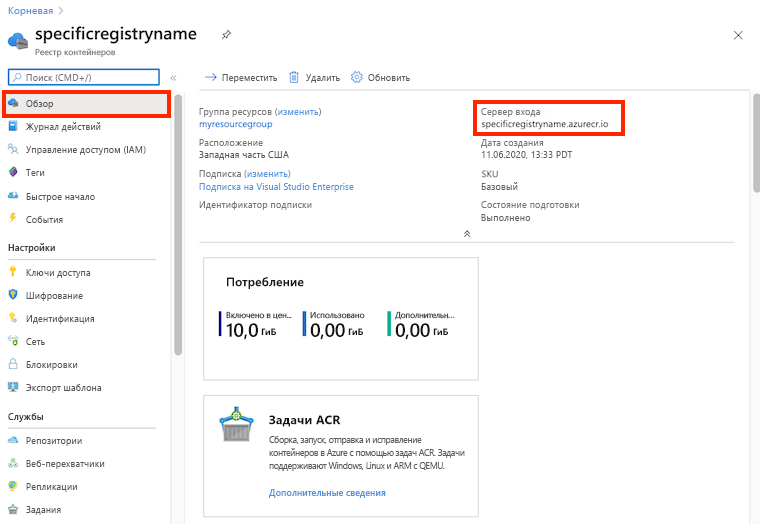 Корневая
specificregistryname
Реестр контейнеров
Поиск (CMD+/)
Обзор
Журнал действий
Управление доступом (IAM)
Теги
Быстрое начало
События
Настройки
Ключи доступа
Шифрование
Идентификация
Сеть
Блокировки
Экспорт шаблона
Службы
Репозитории
Веб-перехватчики
Репликации
Задания
Переместить Удалить Обновить
Группа ресурсов (изменить)
myresourcegroup
Расположение
Западная часть США
Подписка (изменить)
Подписка на Visual Studio Enterprise
Идентификатор подписки
Сервер входа
specificregistryname.azurecr.io
Дата создания
11.06.2020, 13:33 PDT
SKU
Базовый
Состояние подготовки
Выполнено
Потребление
Включено в цен...
10,0 ГиБ
Использовано
0,00 ГиБ
Дополнительн...
0,00 ГиБ
Задачи ACR
Сборка, запуск, отправка и исправление
контейнеров в Azure с помощью задач ACR. Задачи
поддерживают Windows, Linux и ARM с QEMU.
Дополнительные сведения